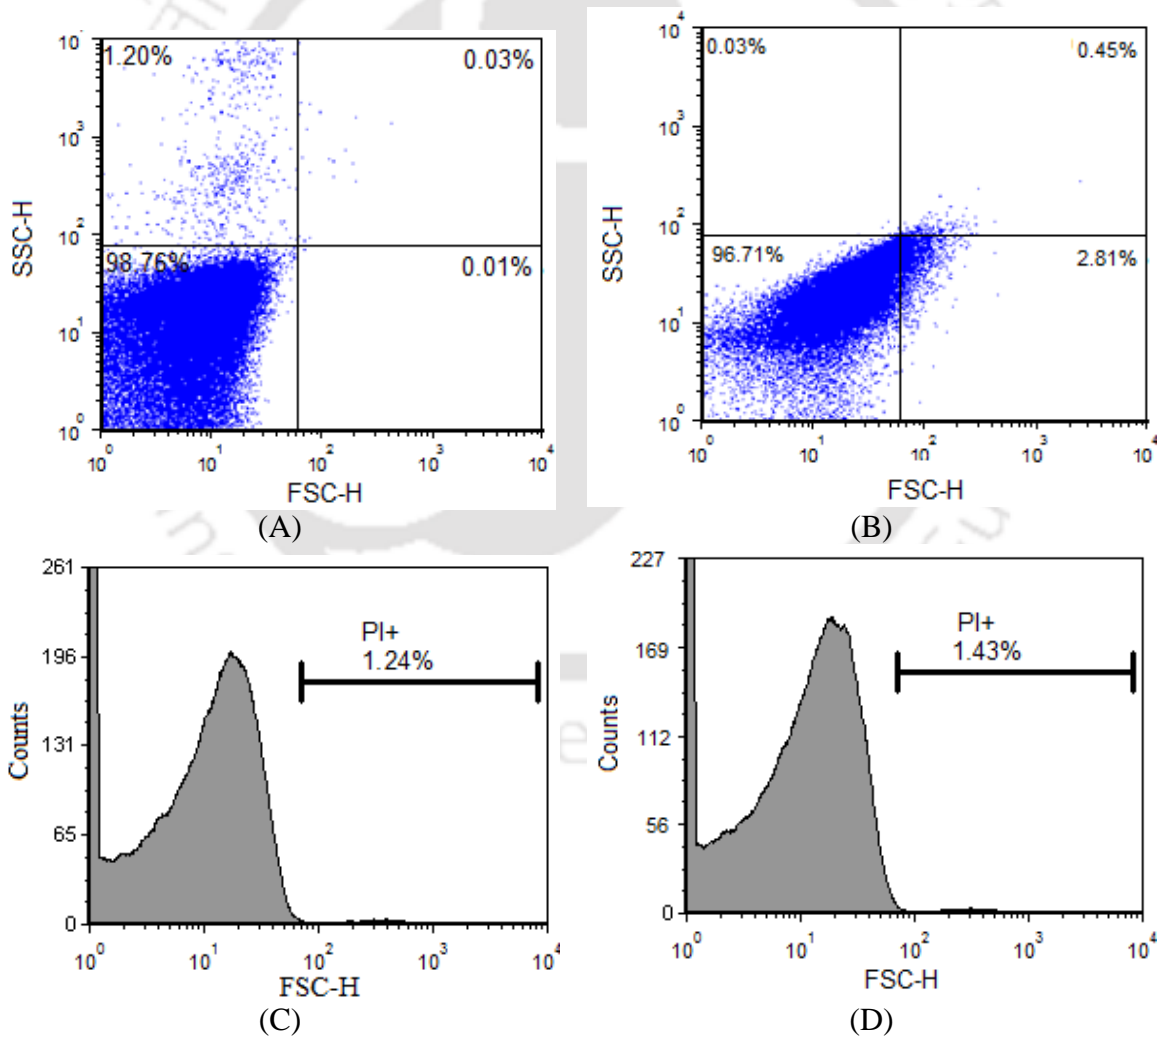 10⁴
10³
10²
10¹
10⁰
SSC-H
1.20%
0.03%
98.76%
0.01%
10⁰ 10¹ 10² 10³ 10⁴
FSC-H
(A)
10⁴
10³
10²
10¹
10⁰
SSC-H
0.03%
0.45%
96.71%
2.81%
10⁰ 10¹ 10² 10³ 10⁴
FSC-H
(B)
261
196
131
65
0
Counts
PI+
1.24%
10⁰ 10¹ 10² 10³ 10⁴
FSC-H
(C)
227
169
112
56
0
Counts
PI+
1.43%
10⁰ 10¹ 10² 10³ 10⁴
FSC-H
(D)